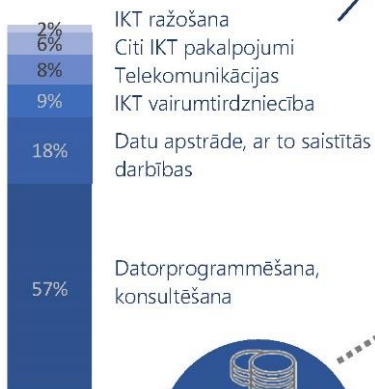 2% IKT ražošana
6% Citi IKT pakalpojumi
8% Telekomunikācijas
9% IKT vairumtirdzniecība
18% Datu apstrāde, ar to saistītās
darbības
57% Datorprogrammēšana,
konsultēšana